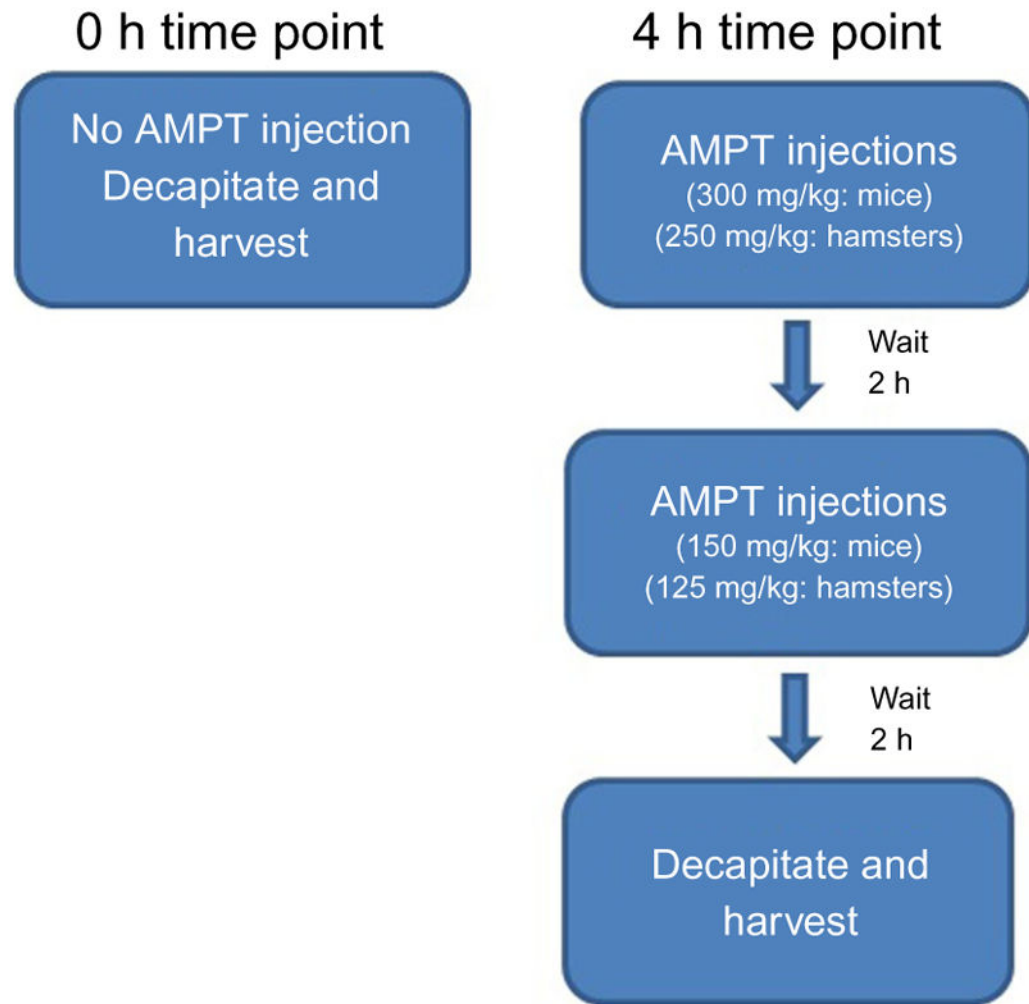 0 h time point
No AMPT injection
Decapitate and
harvest
4 h time point
AMPT injections
(300 mg/kg: mice)
(250 mg/kg: hamsters)
Wait
2 h
AMPT injections
(150 mg/kg: mice)
(125 mg/kg: hamsters)
Wait
2 h
Decapitate and
harvest